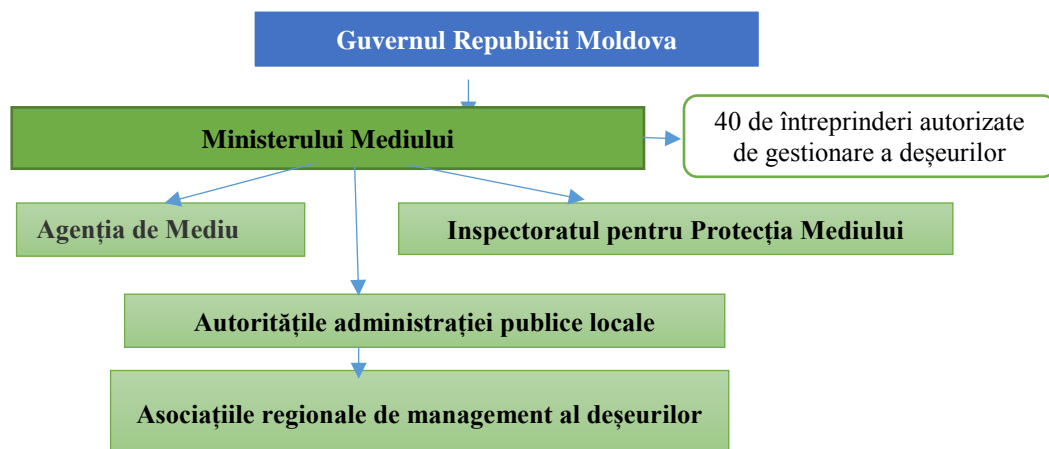 Guvernul Republicii Moldova
Ministerului Mediului
40 de întreprinderi autorizate
de gestionare a deșeurilor
Agenția de Mediu
Inspectoratul pentru Protecția Mediului
Autoritățile administrației publice locale
Asociațiile regionale de management al deșeurilor